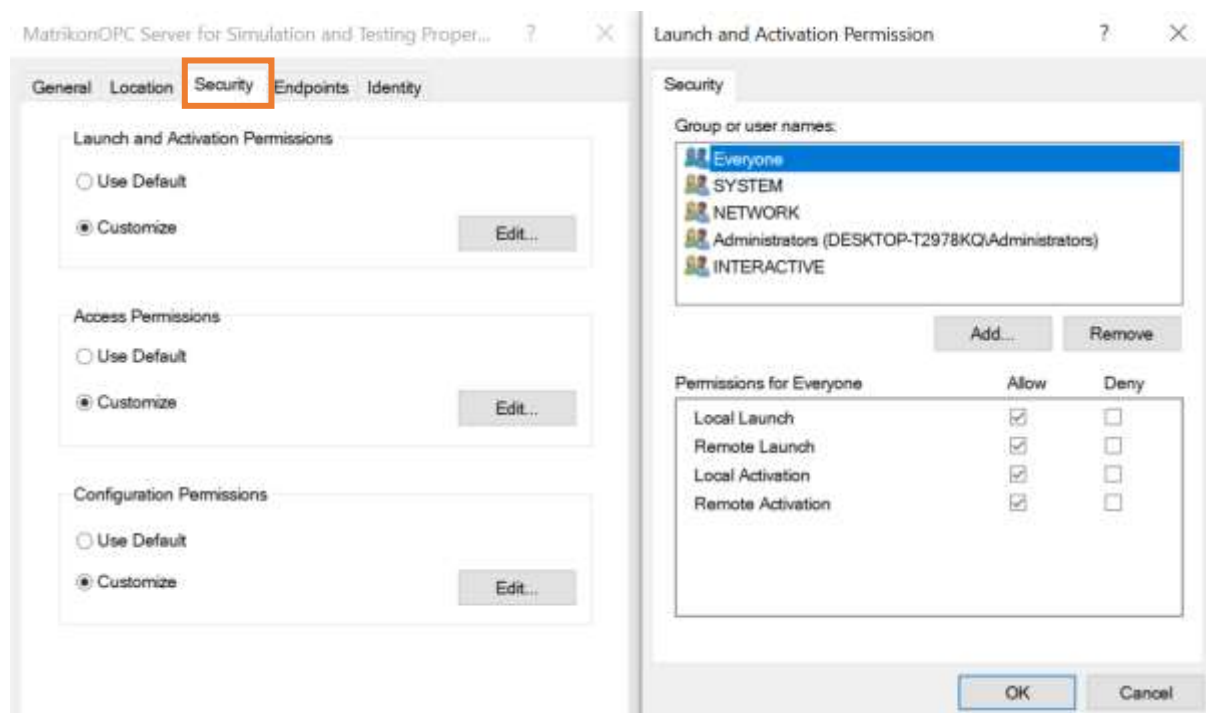 MatrikonOPC Server for Simulation and Testing Proper... ?
General Location Security Endpoints Identity
Launch and Activation Permissions
Use Default
Customize
Edit...
Access Permissions
Use Default
Customize
Edit...
Configuration Permissions
Use Default
Customize
Edit...
Launch and Activation Permission ?
Security
Group or user names:
Everyone
SYSTEM
NETWORK
Administrators (DESKTOP-T2978KQ\Administrators)
INTERACTIVE
Add... Remove
Permissions for Everyone Allow Deny
Local Launch
Remote Launch
Local Activation
Remote Activation
OK Cancel